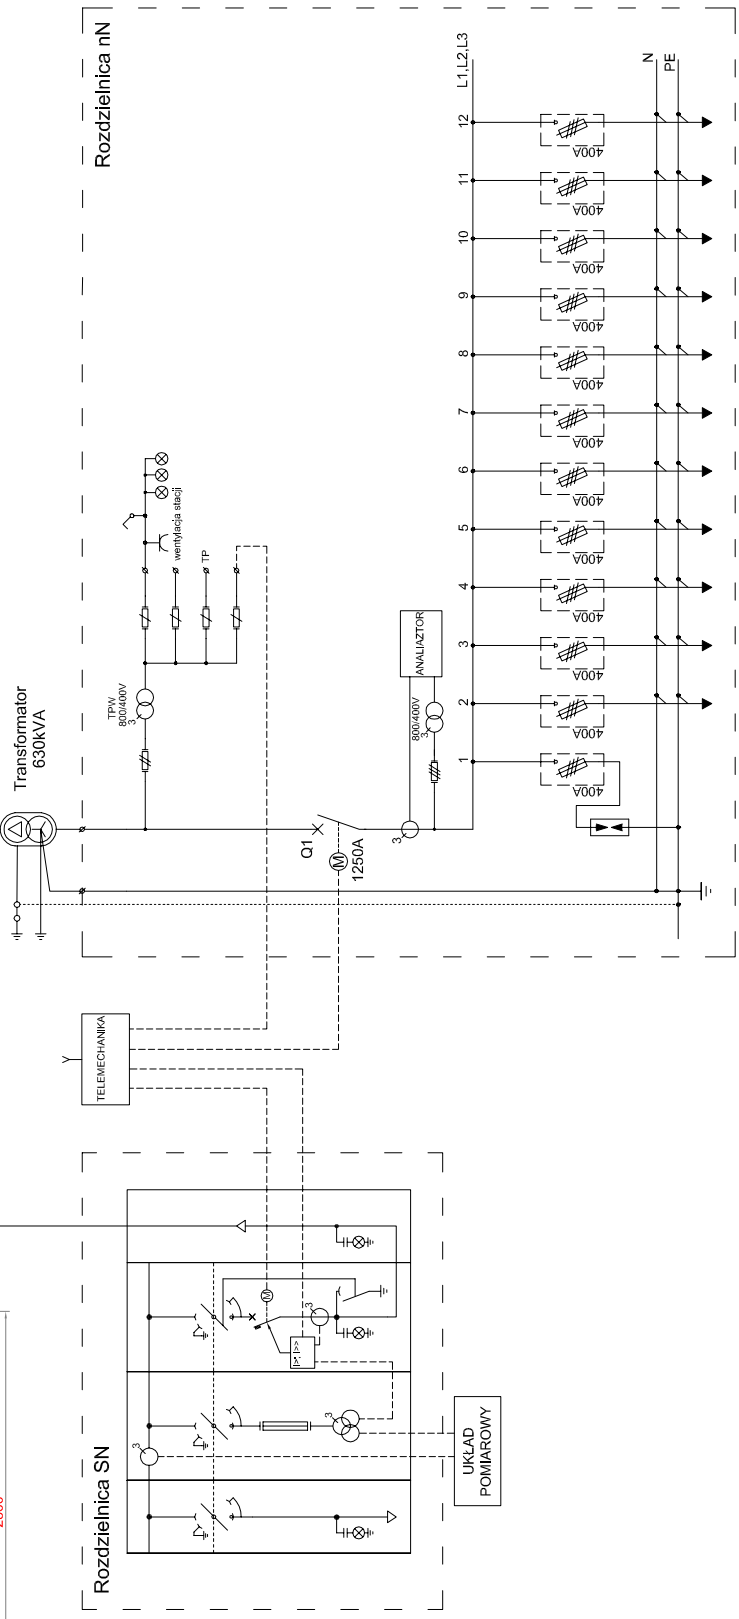 Rozdzielnica nN
L1,L2,L3
N
PE
12
400A
11
400A
10
400A
9
400A
8
400A
7
400A
6
400A
5
400A
4
400A
3
400A
2
400A
1
400A
wentylacja stacji
TP
TPW
800/400V
3
ANALIAZTOR
800/400V
3
Transformator
630kVA
Q1
M
1250A
3
TELEMECHANIKA
Rozdzielnica SN
M
3
I>; I>>
3
3
UKŁAD
POMIAROWY